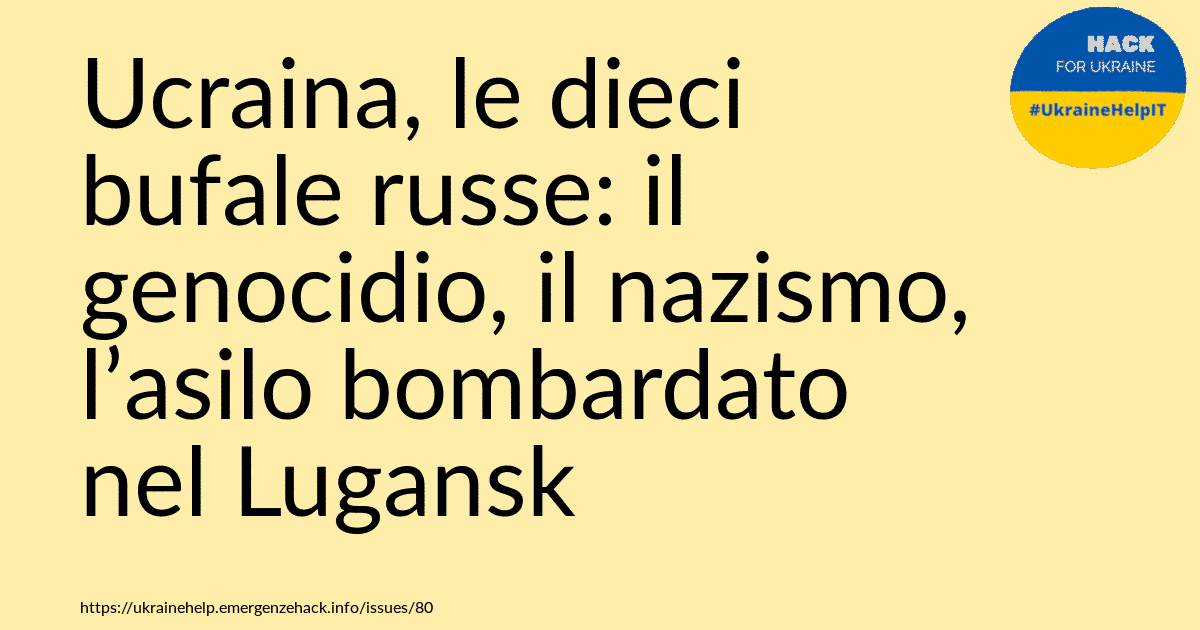 HACK
FOR UKRAINE
#UkraineHelpIT
Ucraina, le dieci
bufale russe: il
genocidio, il nazismo,
l’asilo bombardato
nel Lugansk
https://ukrainehelp.emergenzehack.info/issues/80